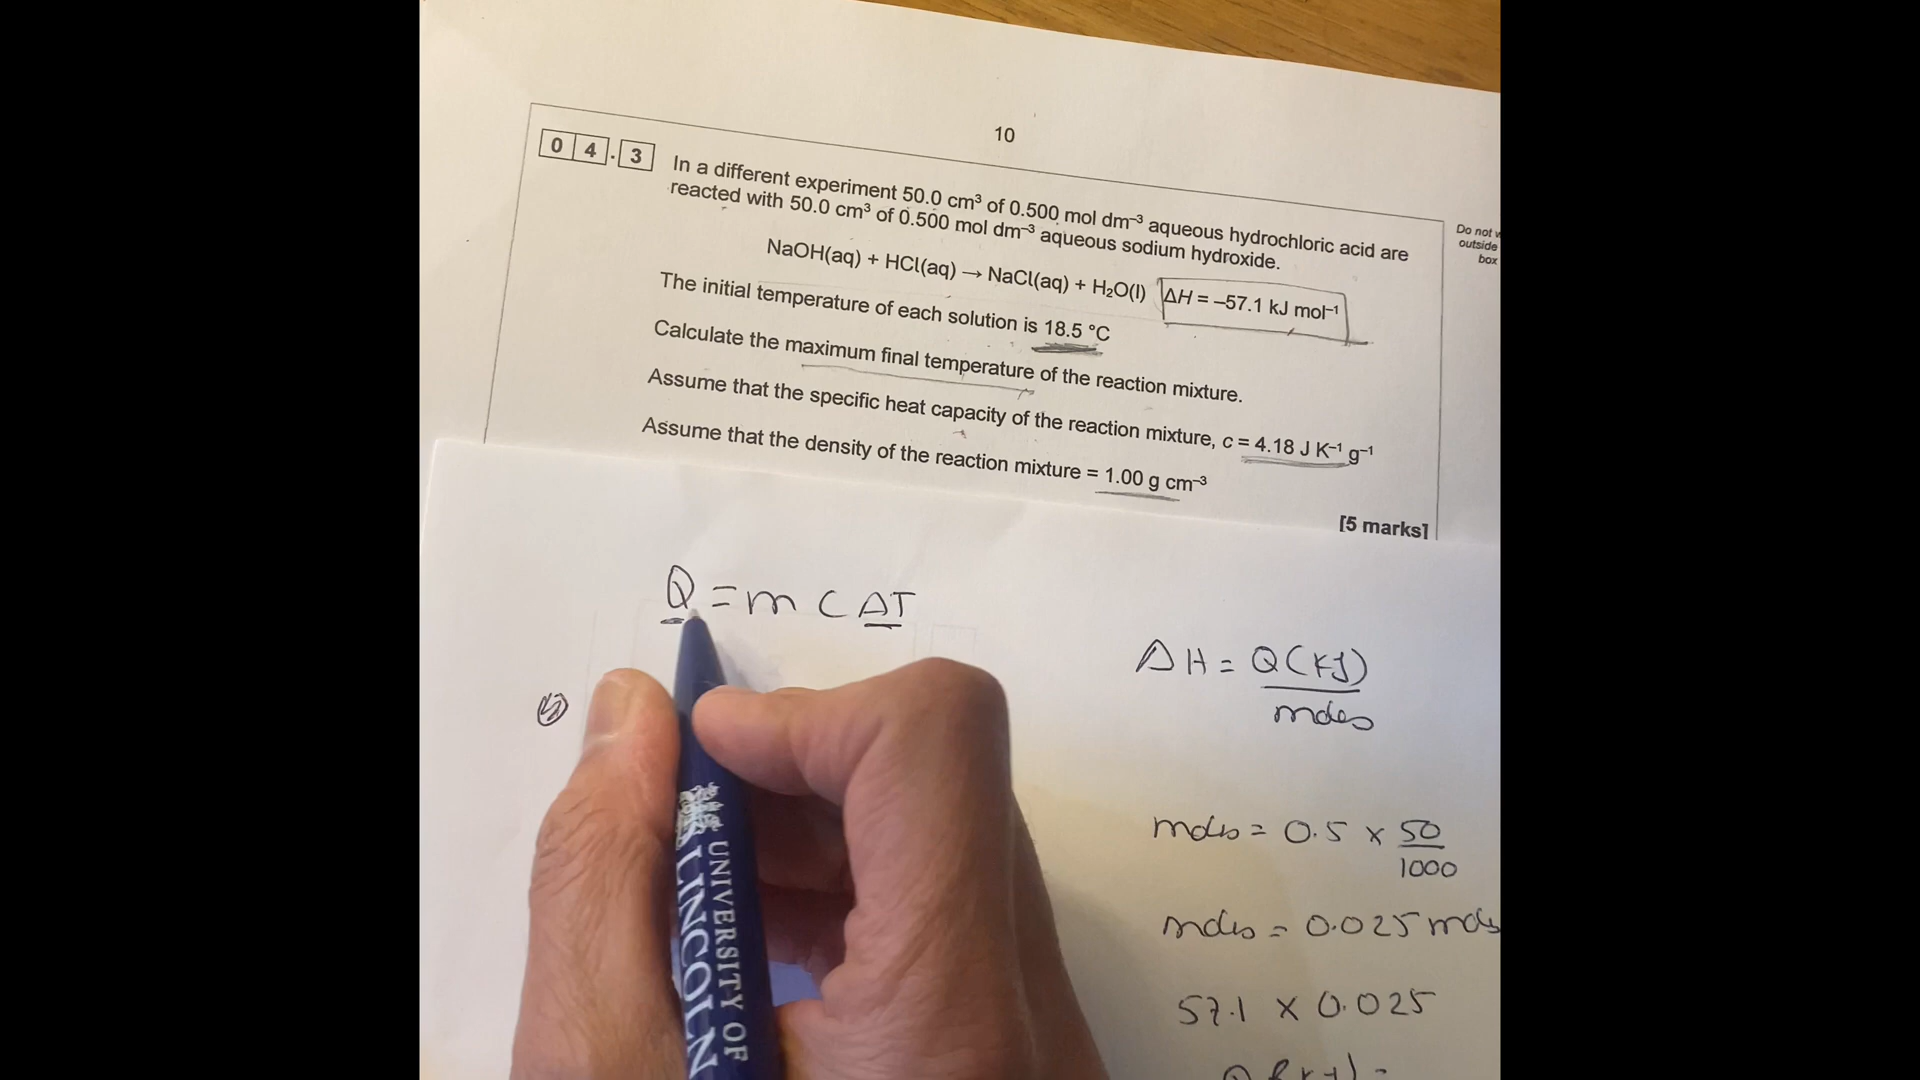 10
04.3
In a different experiment 50.0 cm³ of 0.500 mol dm⁻³ aqueous hydrochloric acid are
reacted with 50.0 cm³ of 0.500 mol dm⁻³ aqueous sodium hydroxide.
NaOH(aq) + HCl(aq) → NaCl(aq) + H₂O(l) ΔH = –57.1 kJ mol⁻¹
The initial temperature of each solution is 18.5 °C
Calculate the maximum final temperature of the reaction mixture.
Assume that the specific heat capacity of the reaction mixture, c = 4.18 J K⁻¹ g⁻¹
Assume that the density of the reaction mixture = 1.00 g cm⁻³
[5 marks]
Do not
outside
box
Q = m c ΔT
ΔH = Q(kJ)
moles
moles = 0.5 × 50
1000
moles = 0.025 mols
57.1 × 0.025
UNIVERSITY OF
LINCOLN